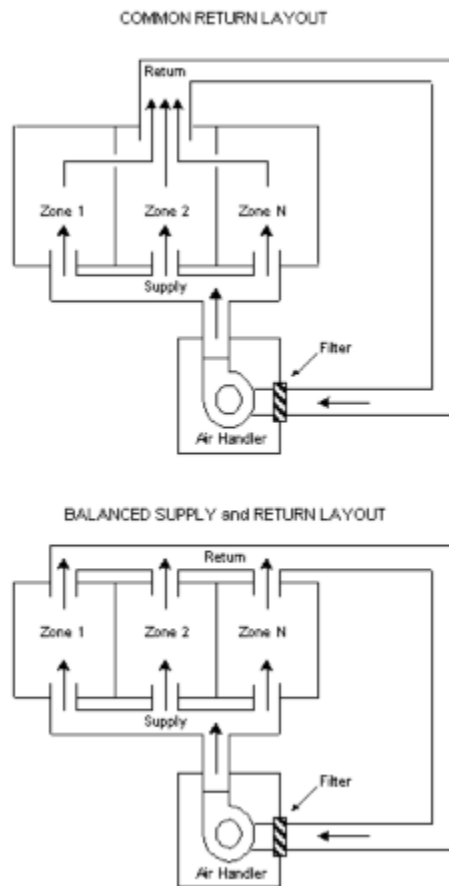 COMMON RETURN LAYOUT
Return
Zone 1
Zone 2
Zone N
Supply
Filter
Air Handler
BALANCED SUPPLY and RETURN LAYOUT
Return
Zone 1
Zone 2
Zone N
Supply
Filter
Air Handler